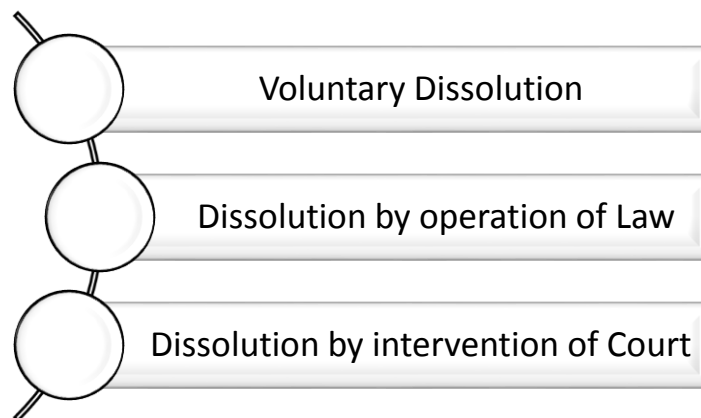 Voluntary Dissolution
Dissolution by operation of Law
Dissolution by intervention of Court